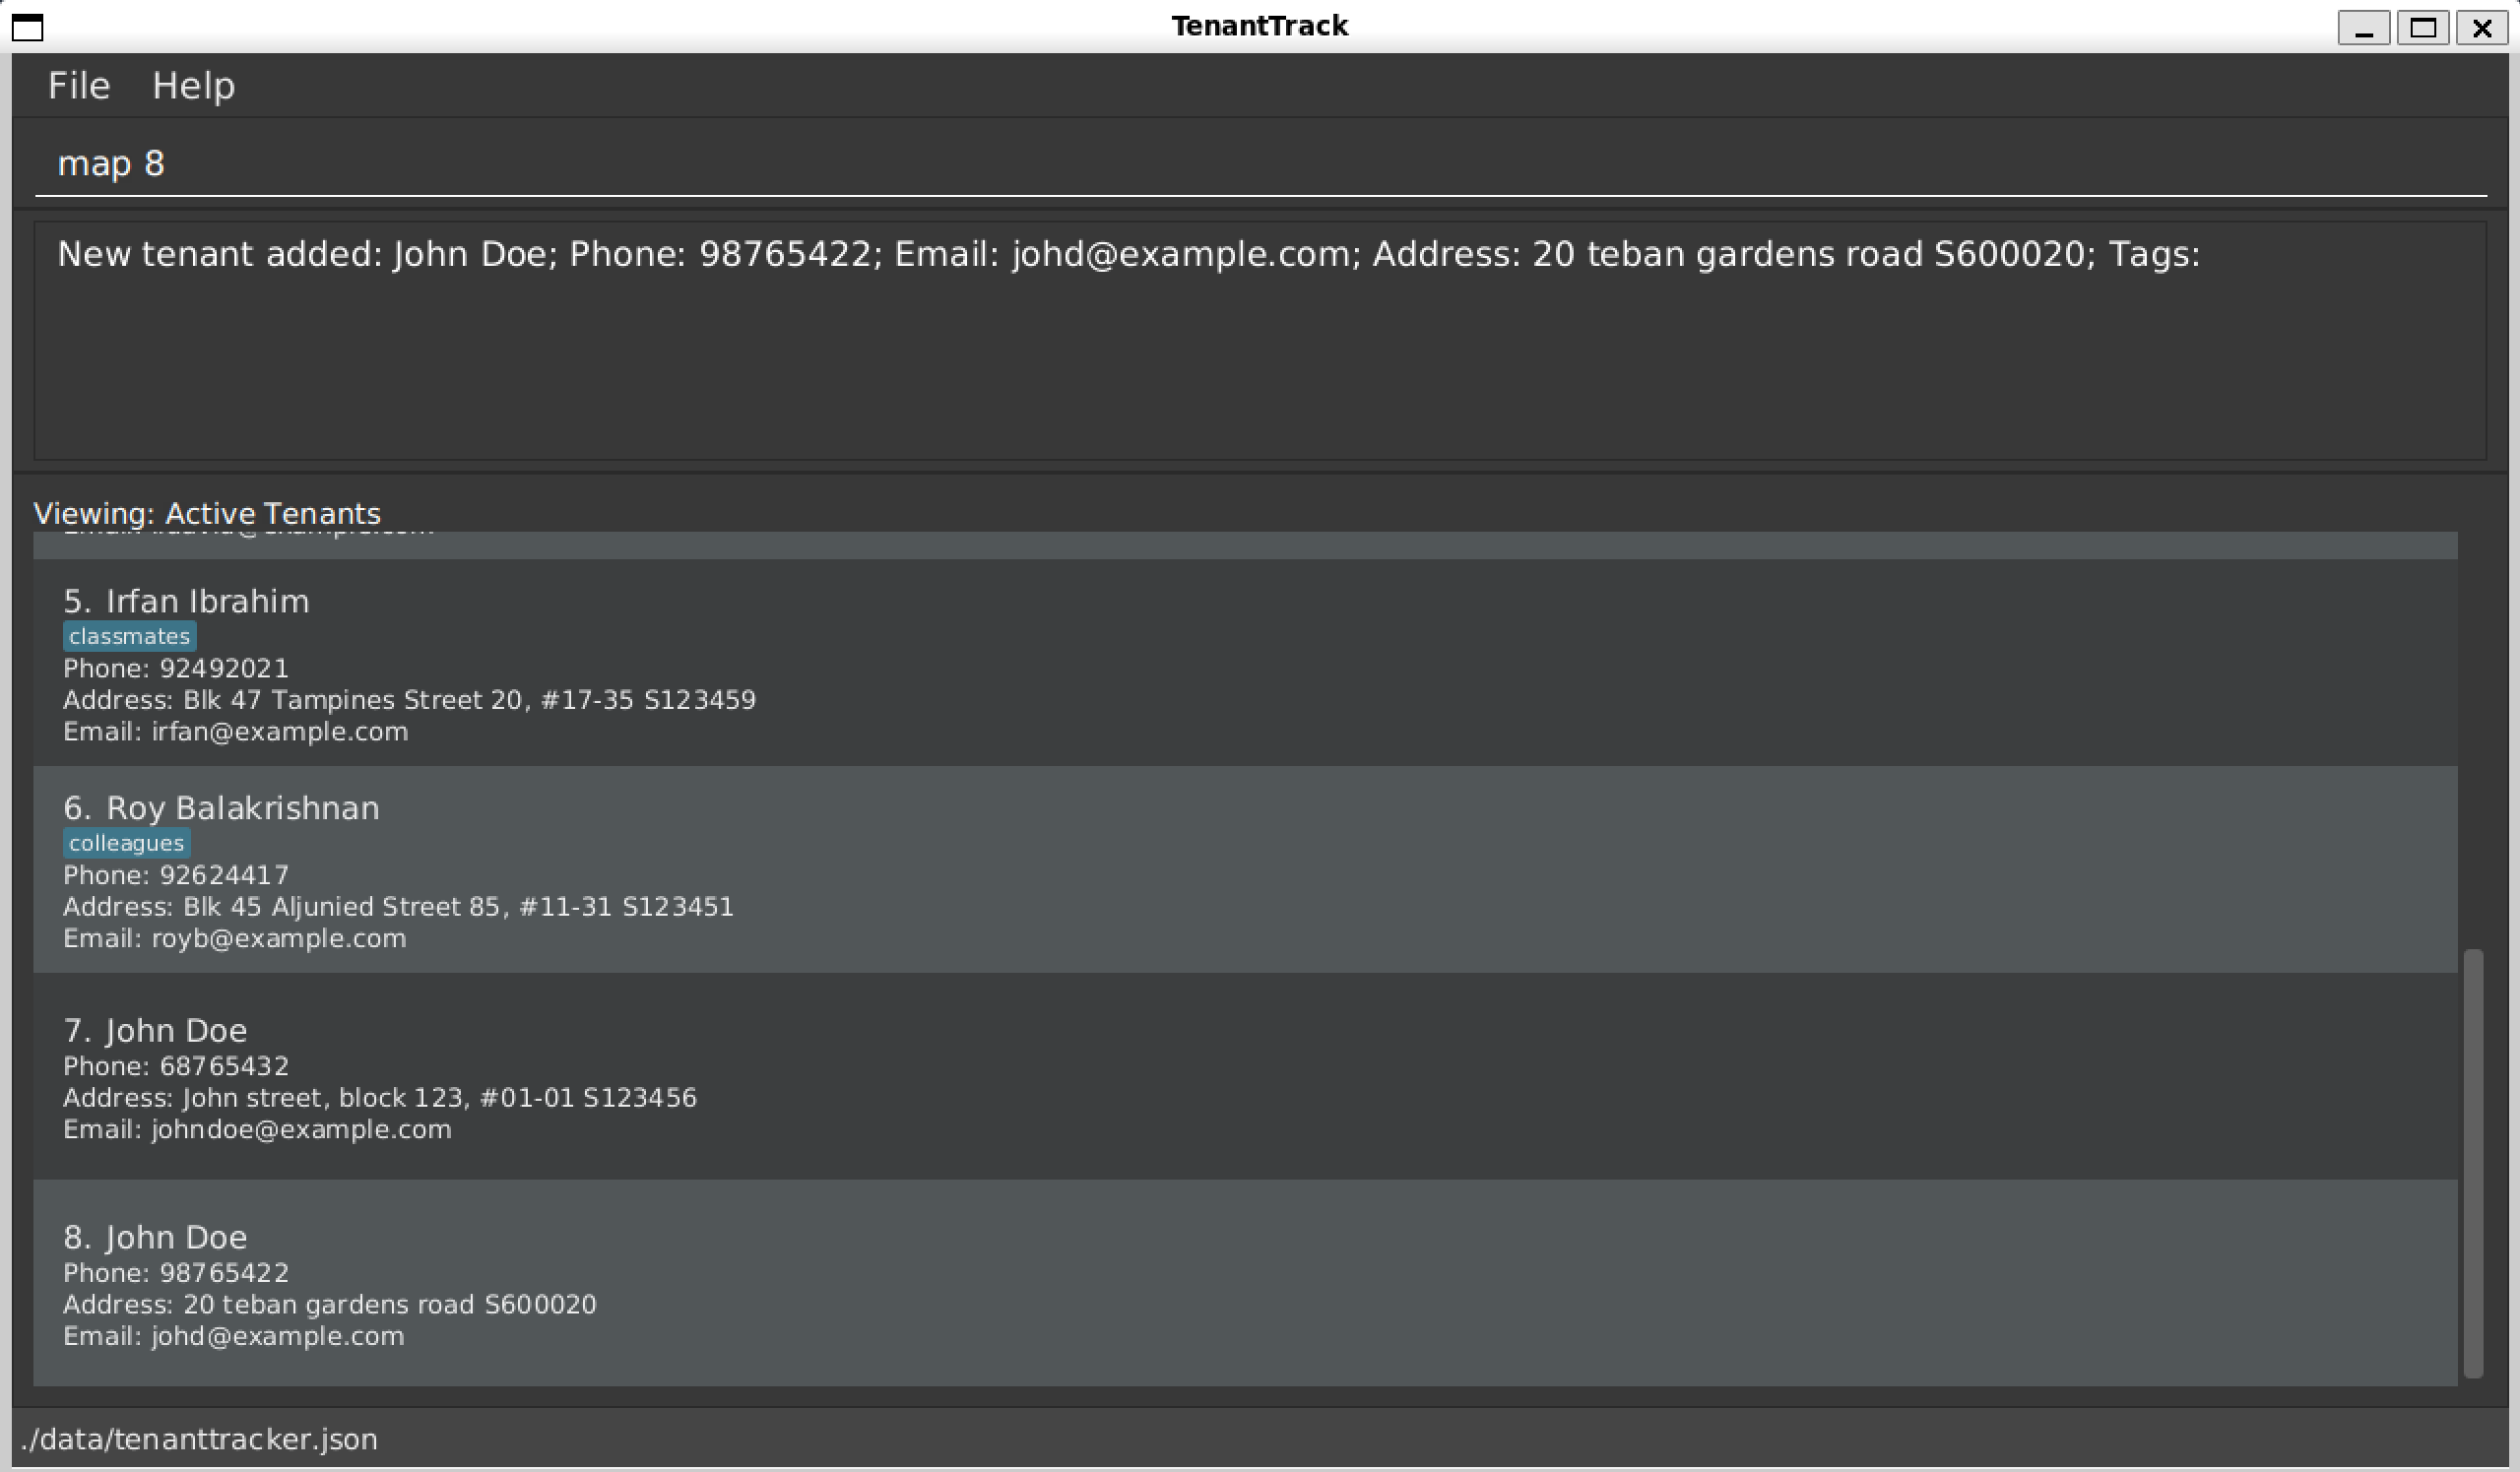 TenantTrack
File Help
map 8
New tenant added: John Doe; Phone: 98765422; Email: johd@example.com; Address: 20 teban gardens road S600020; Tags:
Viewing: Active Tenants
5. Irfan Ibrahim
classmates
Phone: 92492021
Address: Blk 47 Tampines Street 20, #17-35 S123459
Email: irfan@example.com
6. Roy Balakrishnan
colleagues
Phone: 92624417
Address: Blk 45 Aljunied Street 85, #11-31 S123451
Email: royb@example.com
7. John Doe
Phone: 68765432
Address: John street, block 123, #01-01 S123456
Email: johndoe@example.com
8. John Doe
Phone: 98765422
Address: 20 teban gardens road S600020
Email: johd@example.com
./data/tenanttracker.json